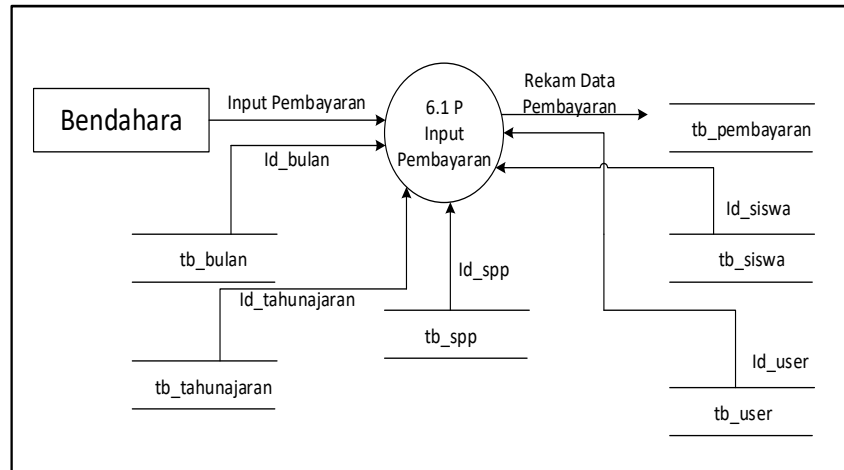 Bendahara
Input Pembayaran
Id_bulan
6.1 P
Input
Pembayaran
Rekam Data
Pembayaran
tb_pembayaran
Id_siswa
tb_siswa
tb_bulan
Id_tahunajaran
Id_spp
tb_spp
tb_tahunajaran
Id_user
tb_user